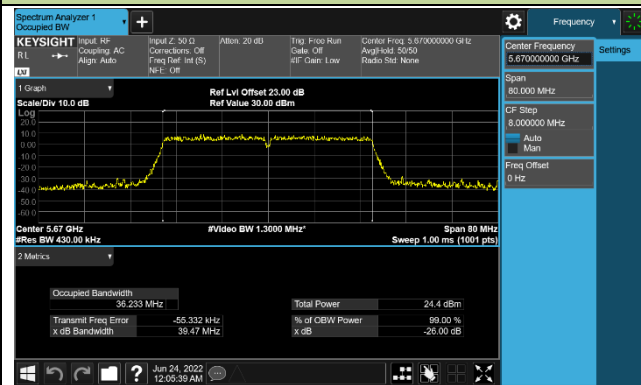 Spectrum Analyzer 1
Occupied BW
Frequency
KEYSIGHT
RL
Input: RF
Coupling: AC
Align: Auto
Input Z: 50 Ω
Corrections: Off
Freq Ref: Int (S)
NFE: Off
Atten: 20 dB
Trig: Free Run
Gate: Off
#IF Gain: Low
Center Freq: 5.670000000 GHz
Avg|Hold: 50/50
Radio Std: None
Center Frequency
5.670000000 GHz
Settings
Span
80.000 MHz
CF Step
8.000000 MHz
Auto
Man
Freq Offset
0 Hz
1 Graph
Scale/Div 10.0 dB
Ref Lvl Offset 23.00 dB
Ref Value 30.00 dBm
Log
20.0
10.0
0.00
-10.0
-20.0
-30.0
-40.0
-50.0
-60.0
Center 5.67 GHz
#Res BW 430.00 kHz
#Video BW 1.3000 MHz*
Span 80 MHz
Sweep 1.00 ms (1001 pts)
2 Metrics
Occupied Bandwidth
36.233 MHz
Total Power 24.4 dBm
Transmit Freq Error -55.332 kHz
% of OBW Power 99.00 %
x dB Bandwidth 39.47 MHz
x dB -26.00 dB
?
Jun 24, 2022
12:05:39 AM